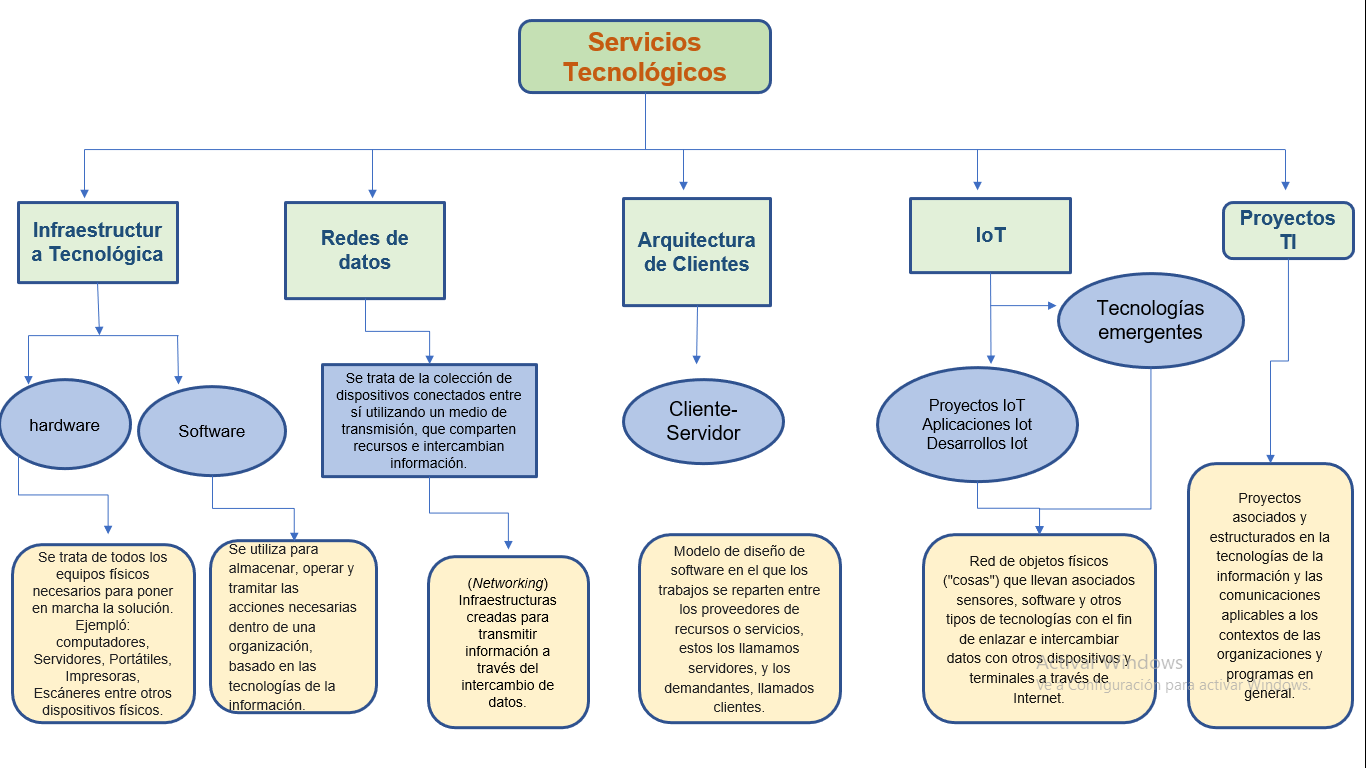 Servicios
Tecnológicos
Infraestructur
a Tecnológica
Redes de
datos
Arquitectura
de Clientes
IoT
Proyectos
TI
Tecnologías
emergentes
hardware
Software
Se trata de la colección de
dispositivos conectados entre
sí utilizando un medio de
transmisión, que comparten
recursos e intercambian
información.
Cliente-
Servidor
Proyectos IoT
Aplicaciones Iot
Desarrollos Iot
Se trata de todos los
equipos físicos
necesarios para poner
en marcha la solución.
Ejempló:
computadores,
Servidores, Portátiles,
Impresoras,
Escáneres entre otros
dispositivos físicos.
Se utiliza para
almacenar, operar y
tramitar las
acciones necesarias
dentro de una
organización,
basado en las
tecnologías de la
información.
(Networking)
Infraestructuras
creadas para
transmitir
información a
través del
intercambio de
datos.
Modelo de diseño de
software en el que los
trabajos se reparten entre
los proveedores de
recursos o servicios,
estos los llamamos
servidores, y los
demandantes, llamados
clientes.
Red de objetos físicos
("cosas") que llevan asociados
sensores, software y otros
tipos de tecnologías con el fin
de enlazar e intercambiar
datos con otros dispositivos y
terminales a través de
Internet.
Proyectos
asociados y
estructurados en la
tecnologías de la
información y las
comunicaciones
aplicables a los
contextos de las
organizaciones y
programas en
general.
Activar Windows
Ve a Configuración para activar Windows.